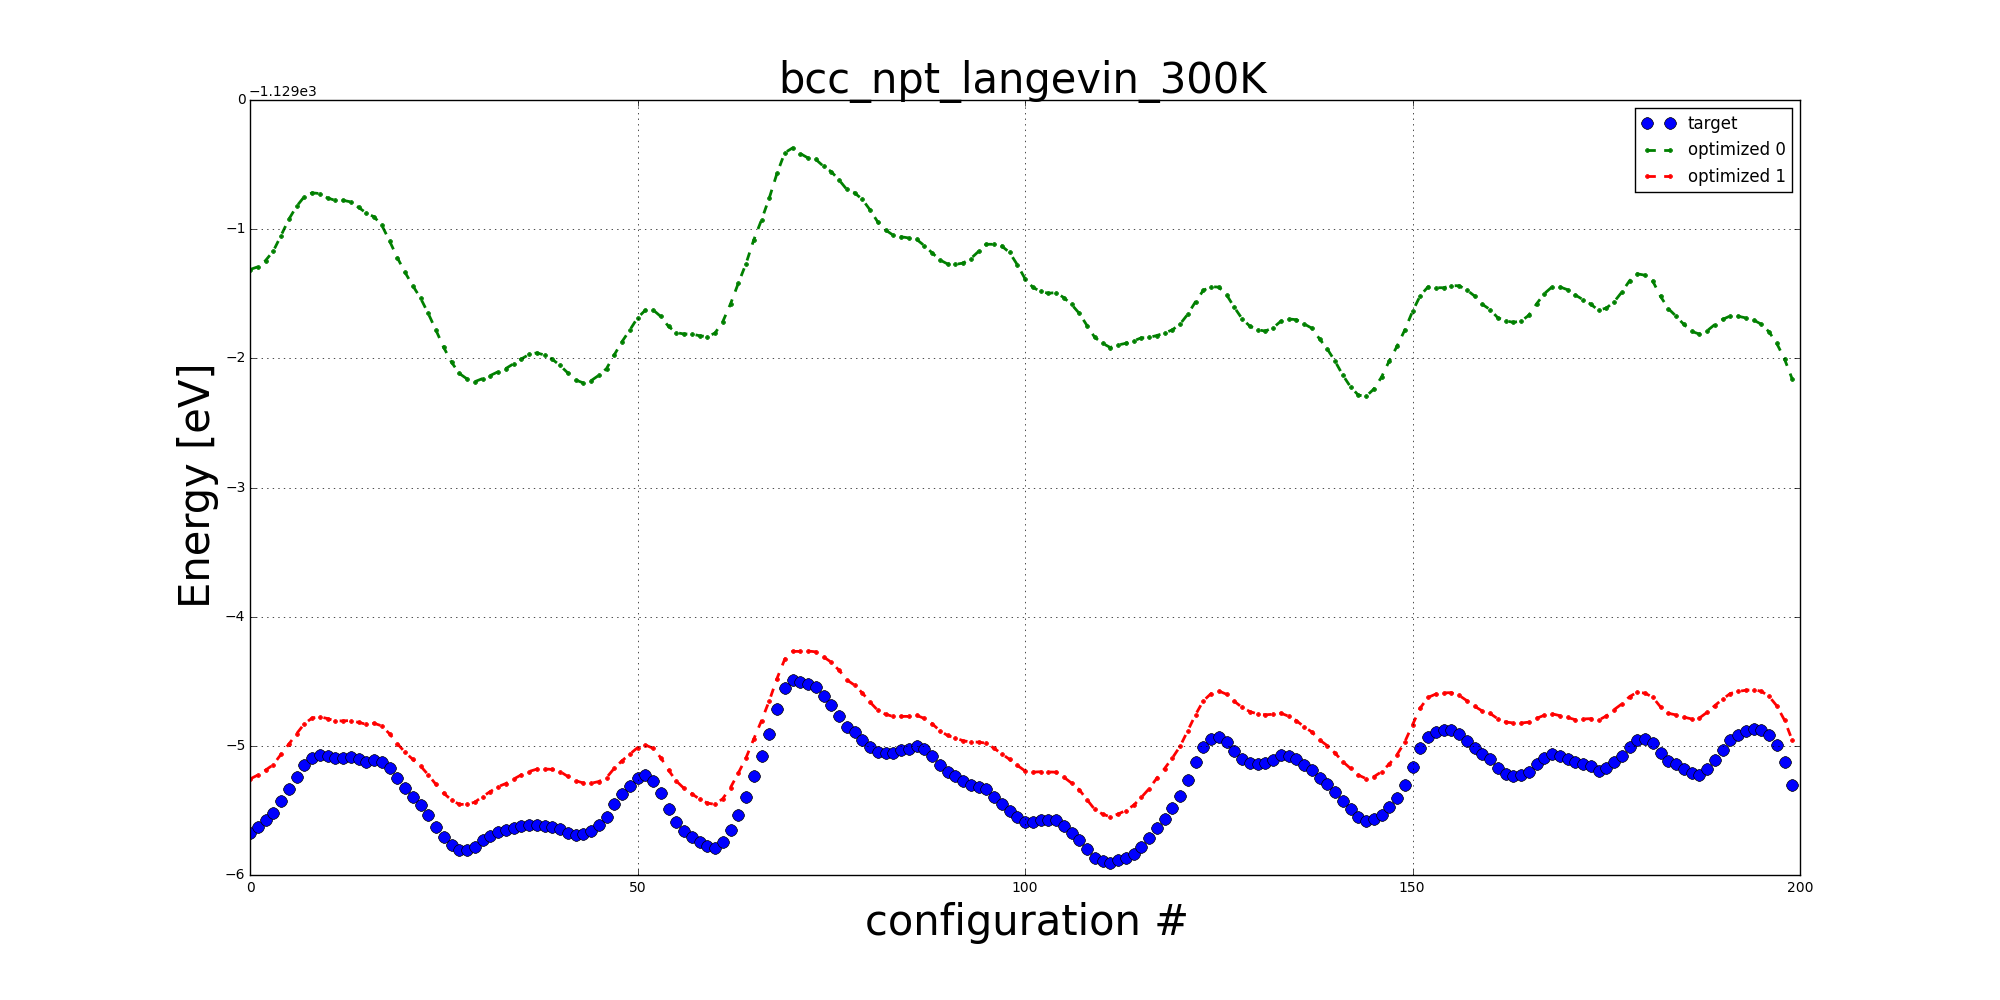 bcc_npt_langevin_300K
−1.129e3
0
−1
−2
−3
−4
−5
−6
Energy [eV]
target
optimized 0
optimized 1
0 50 100 150 200
configuration #